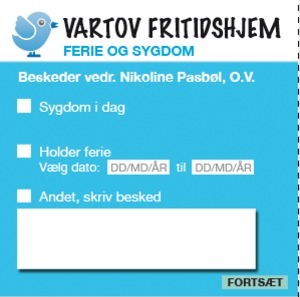 VARTOV FRITIDSHJEM
FERIE OG SYGDOM
Beskeder vedr. Nikoline Pasbøl, O.V.
Sygdom i dag
Holder ferie
Vælg dato: DD/MD/ÅR til DD/MD/ÅR
Andet, skriv besked
FORTSÆT